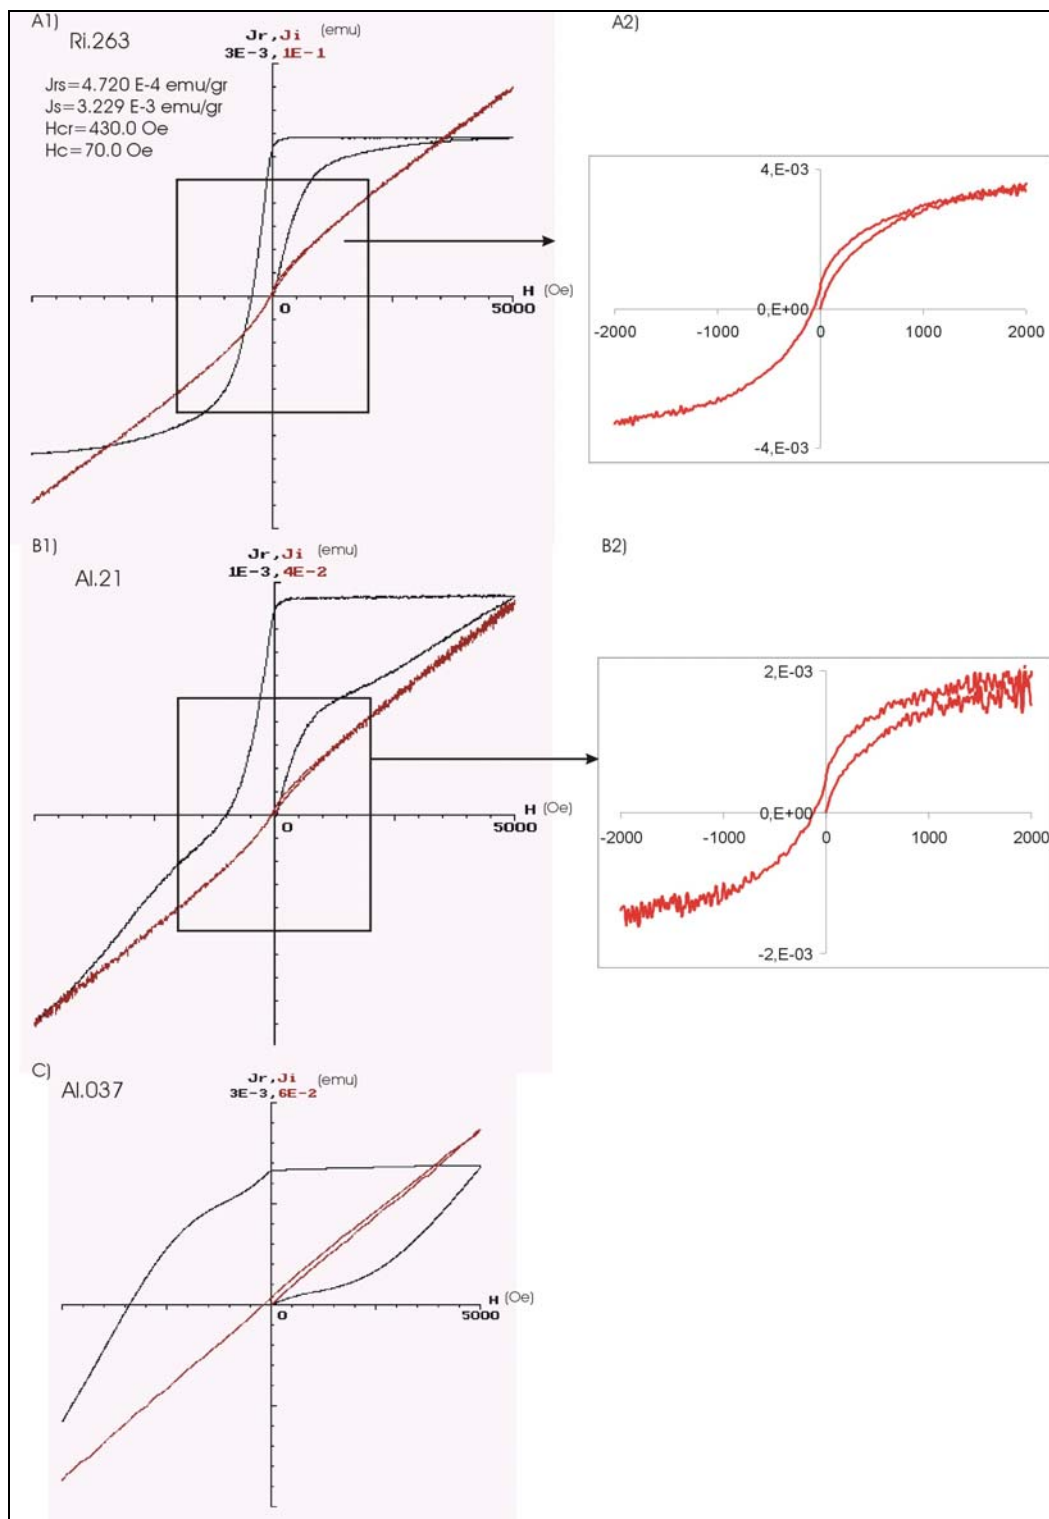 A1)
Ri.263
Jr,Ji (emu)
3E-3,1E-1
Jrs=4.720 E-4 emu/gr
Js=3.229 E-3 emu/gr
Hcr=430.0 Oe
Hc=70.0 Oe
H (Oe)
0
5000
A2)
4,E-03
0,E+00
-2000
-1000
0
1000
2000
-4,E-03
B1)
Al.21
Jr,Ji (emu)
1E-3,4E-2
H (Oe)
0
5000
B2)
2,E-03
0,E+00
-2000
-1000
0
1000
2000
-2,E-03
C)
Al.037
Jr,Ji (emu)
3E-3,6E-2
H (Oe)
0
5000